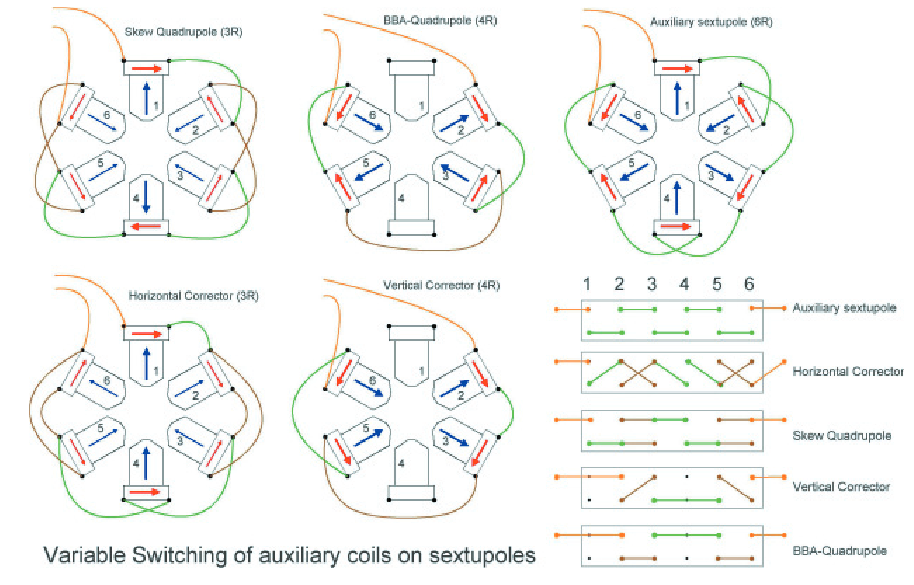 Skew Quadrupole (3R)
BBA-Quadrupole (4R)
Auxiliary sextupole (6R)
1
2
3
4
5
6
1
2
3
4
5
6
1
2
3
4
5
6
Horizontal Corrector (3R)
Vertical Corrector (4R)
1
2
3
4
5
6
1
2
3
4
5
6
1 2 3 4 5 6
Auxiliary sextupole
Horizontal Corrector
Skew Quadrupole
Vertical Corrector
BBA-Quadrupole
Variable Switching of auxiliary coils on sextupoles